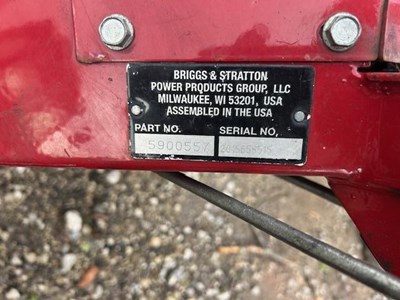 BRIGGS & STRATTON
POWER PRODUCTS GROUP, LLC
MILWAUKEE, WI 53201, USA
ASSEMBLED IN THE USA
PART NO. SERIAL NO.
5900557